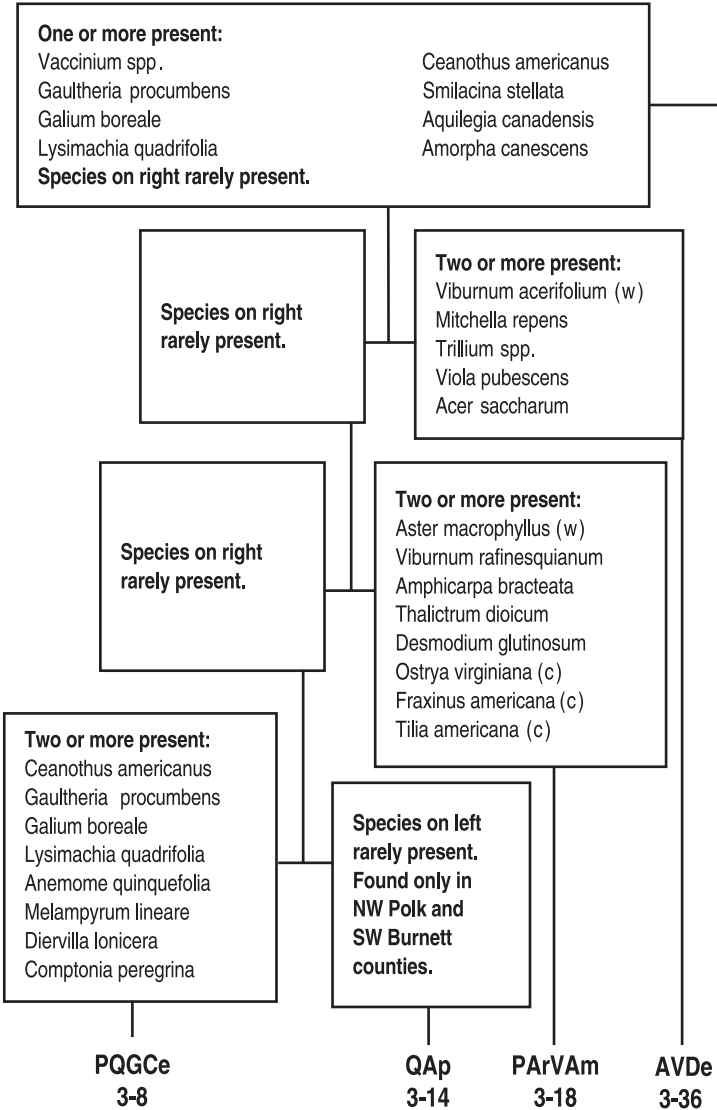 One or more present:
Vaccinium spp.
Gaultheria procumbens
Galium boreale
Lysimachia quadrifolia
Ceanothus americanus
Smilacina stellata
Aquilegia canadensis
Amorpha canescens
Species on right rarely present.
Species on right
rarely present.
Two or more present:
Viburnum acerifolium (w)
Mitchella repens
Trillium spp.
Viola pubescens
Acer saccharum
Species on right
rarely present.
Two or more present:
Aster macrophyllus (w)
Viburnum rafinesquianum
Amphicarpa bracteata
Thalictrum dioicum
Desmodium glutinosum
Ostrya virginiana (c)
Fraxinus americana (c)
Tilia americana (c)
Two or more present:
Ceanothus americanus
Gaultheria procumbens
Galium boreale
Lysimachia quadrifolia
Anemome quinquefolia
Melampyrum lineare
Diervilla lonicera
Comptonia peregrina
Species on left
rarely present.
Found only in
NW Polk and
SW Burnett
counties.
PQGCe
3-8
QAp
3-14
PArVAm
3-18
AVDe
3-36